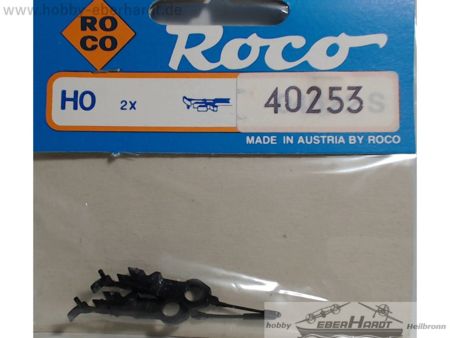 www.hobby-eberhardt.de
RO
CO
Roco
HO 2X 40253
MADE IN AUSTRIA BY ROCO
hobby EBERHARDT Heilbronn